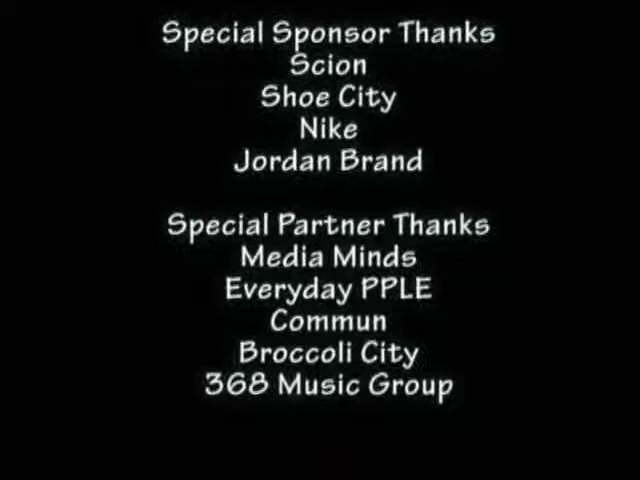 Special Sponsor Thanks
Scion
Shoe City
Nike
Jordan Brand
Special Partner Thanks
Media Minds
Everyday PPLE
Commun
Broccoli City
368 Music Group